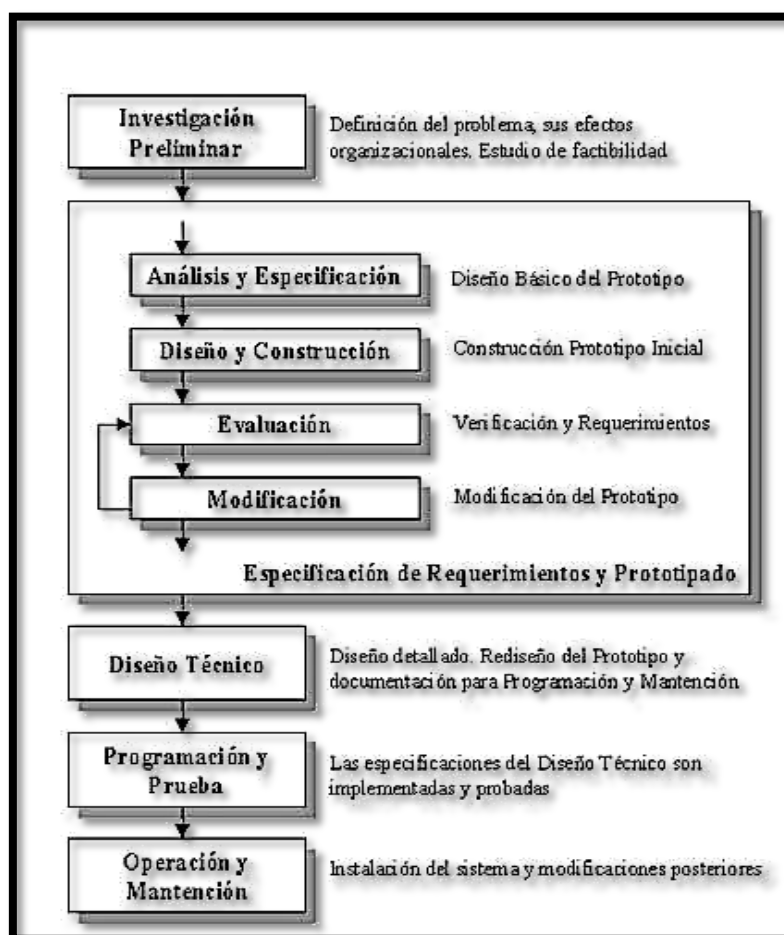 Investigación
Preliminar
Definición del problema, sus efectos
organizacionales. Estudio de factibilidad
Análisis y Especificación
Diseño Básico del Prototipo
Diseño y Construcción
Construcción Prototipo Inicial
Evaluación
Verificación y Requerimientos
Modificación
Modificación del Prototipo
Especificación de Requerimientos y Prototipado
Diseño Técnico
Diseño detallado. Rediseño del Prototipo y
documentación para Programación y Mantención
Programación y
Prueba
Las especificaciones del Diseño Técnico son
implementadas y probadas
Operación y
Mantención
Instalación del sistema y modificaciones posteriores